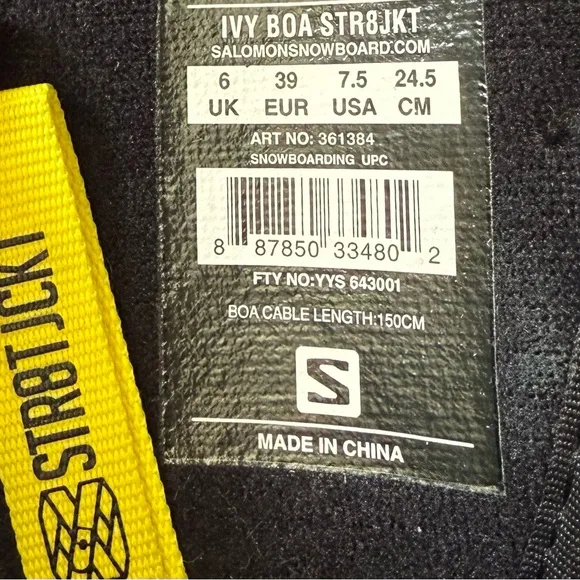 IVY BOA STR8JKT
SALOMONSNOWBOARD.COM
6 39 7.5 24.5
UK EUR USA CM
ART NO: 361384
SNOWBOARDING UPC
8 87850 33480 2
FTY NO:YYS 643001
BOA CABLE LENGTH:150CM
S
MADE IN CHINA
STR8TJCKT